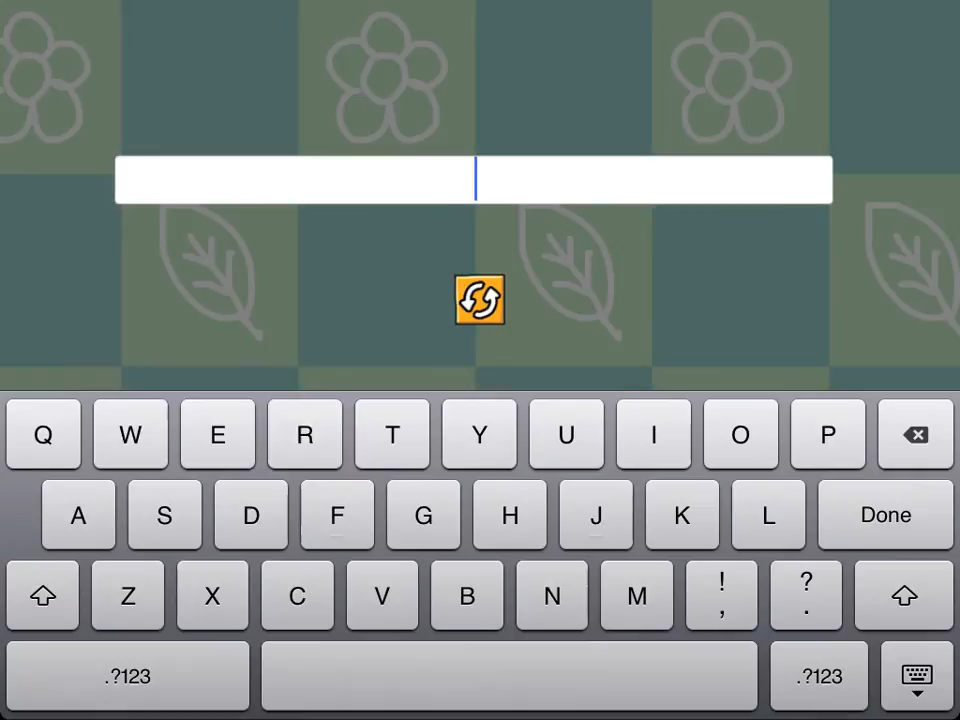 Q W E R T Y U I O P
A S D F G H J K L Done
Z X C V B N M ! , ? .
.?123 .?123